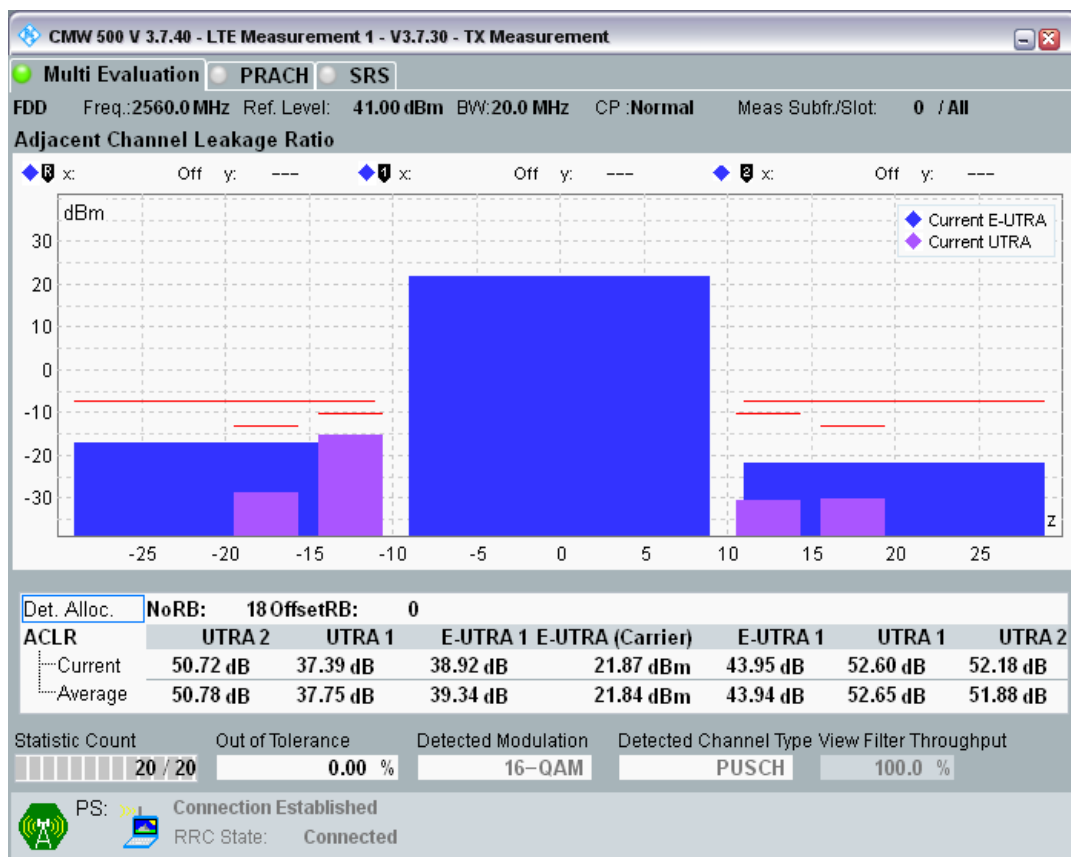 CMW 500 V 3.7.40 - LTE Measurement 1 - V3.7.30 - TX Measurement
Multi Evaluation PRACH SRS
FDD Freq.:2560.0 MHz Ref. Level: 41.00 dBm BW:20.0 MHz CP :Normal Meas Subfr./Slot: 0 / All
Adjacent Channel Leakage Ratio
R x: Off y: --- 1 x: Off y: --- 2 x: Off y: ---
dBm
Current E-UTRA
Current UTRA
30
20
10
0
-10
-20
-30
z
-25 -20 -15 -10 -5 0 5 10 15 20 25
Det. Alloc. NoRB: 18 OffsetRB: 0
ACLR UTRA 2 UTRA 1 E-UTRA 1 E-UTRA (Carrier) E-UTRA 1 UTRA 1 UTRA 2
Current 50.72 dB 37.39 dB 38.92 dB 21.87 dBm 43.95 dB 52.60 dB 52.18 dB
Average 50.78 dB 37.75 dB 39.34 dB 21.84 dBm 43.94 dB 52.65 dB 51.88 dB
Statistic Count Out of Tolerance Detected Modulation Detected Channel Type View Filter Throughput
20 / 20 0.00 % 16-QAM PUSCH 100.0 %
PS: Connection Established
RRC State: Connected